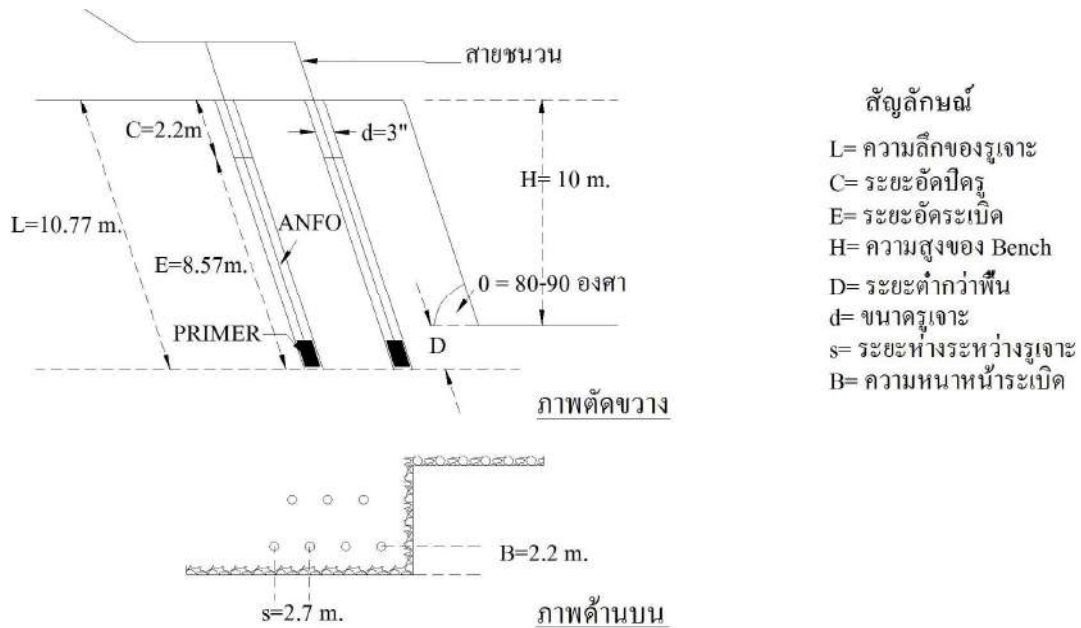 สายชนวน
C=2.2m
d=3"
H= 10 m.
L=10.77 m.
ANFO
E=8.57m.
0 = 80-90 องศา
PRIMER
D
ภาพตัดขวาง
B=2.2 m.
s=2.7 m.
ภาพด้านบน
สัญลักษณ์
L= ความลึกของรูเจาะ
C= ระยะอัดปิดรู
E= ระยะอัดระเบิด
H= ความสูงของ Bench
D= ระยะต่ำกว่าพื้น
d= ขนาดรูเจาะ
s= ระยะห่างระหว่างรูเจาะ
B= ความหนาหน้าระเบิด